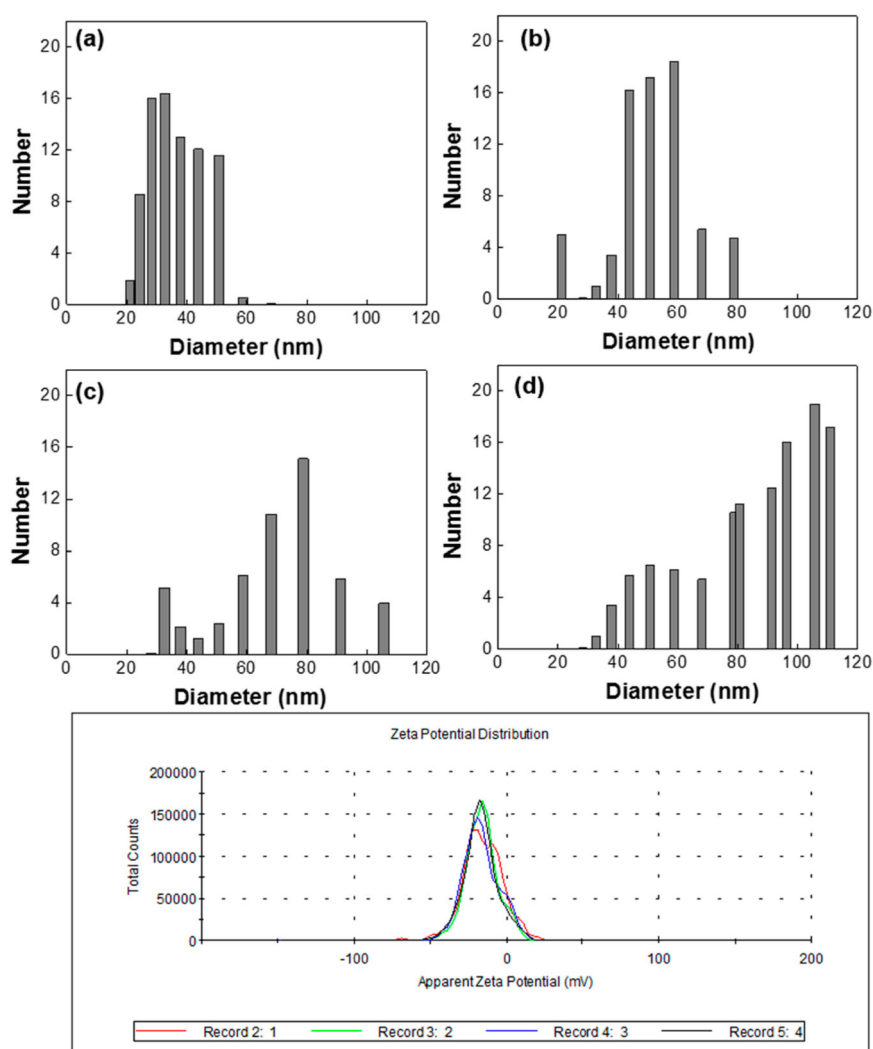 (a)
20
16
12
8
4
0
Number
0 20 40 60 80 100 120
Diameter (nm)
(b)
20
16
12
8
4
0
Number
0 20 40 60 80 100 120
Diameter (nm)
(c)
20
16
12
8
4
0
Number
0 20 40 60 80 100 120
Diameter (nm)
(d)
20
16
12
8
4
0
Number
0 20 40 60 80 100 120
Diameter (nm)
Zeta Potential Distribution
200000
150000
100000
50000
0
Total Counts
-100 0 100 200
Apparent Zeta Potential (mV)
Record 2: 1 Record 3: 2 Record 4: 3 Record 5: 4